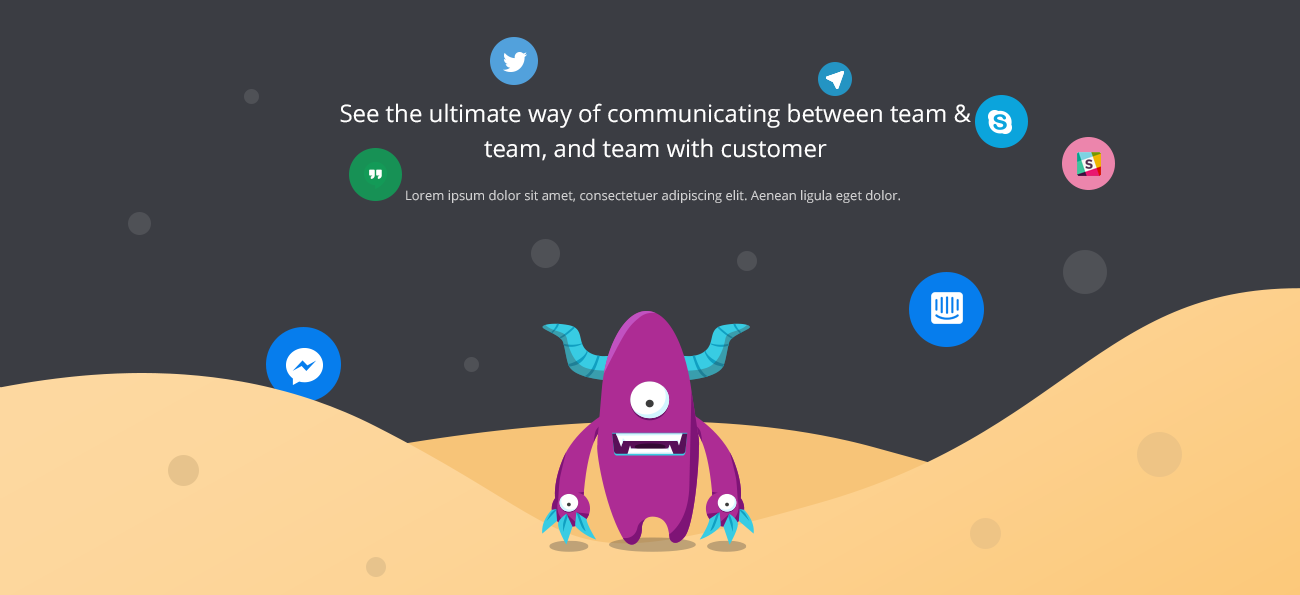 See the ultimate way of communicating between team &
team, and team with customer
Lorem ipsum dolor sit amet, consectetuer adipiscing elit. Aenean ligula eget dolor.